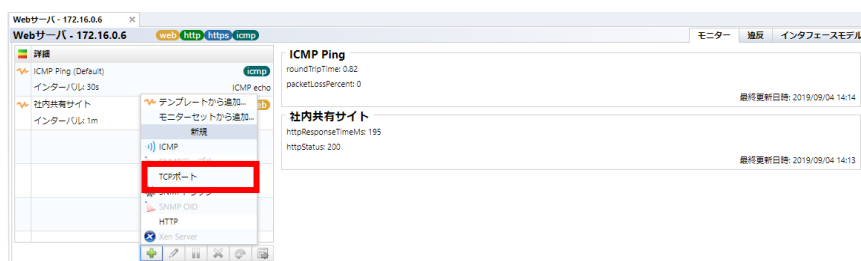 Webサーバ - 172.16.0.6 ×
Webサーバ - 172.16.0.6 web http https icmp
モニター 違反 インタフェースモデル
詳細
ICMP Ping (Default) icmp
インターバル: 30s ICMP echo
社内共有サイト
インターバル: 1m
テンプレートから追加...
モニターセットから追加...
新規
ICMP
TCPポート
SNMP OID
HTTP
Xen Server
ICMP Ping
roundTripTime: 0.82
packetLossPercent: 0
最終更新日時: 2019/09/04 14:14
社内共有サイト
httpResponseTimeMs: 195
httpStatus: 200
最終更新日時: 2019/09/04 14:13